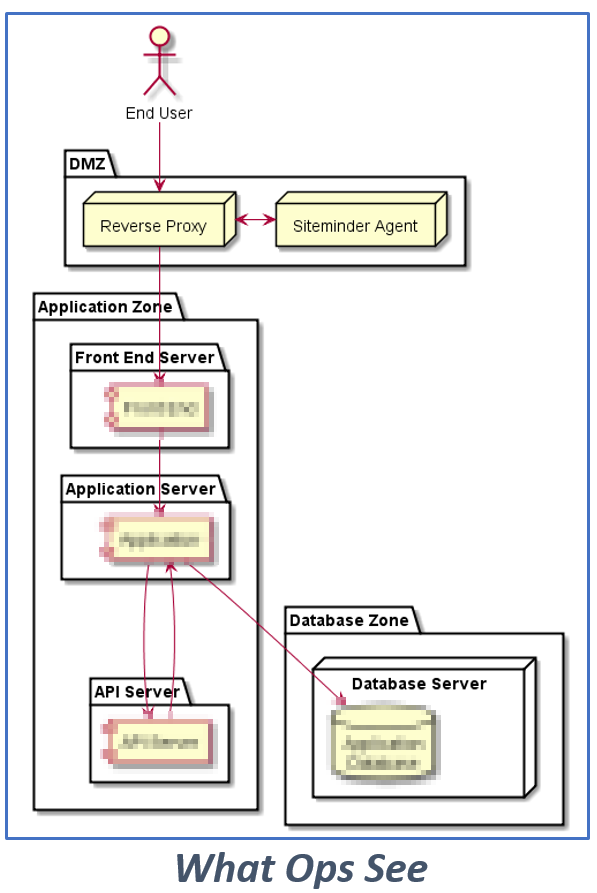 End User
DMZ
Reverse Proxy
Siteminder Agent
Application Zone
Front End Server
Application Server
Application
Database Zone
Database Server
API Server
API Server
Application
Database
What Ops See